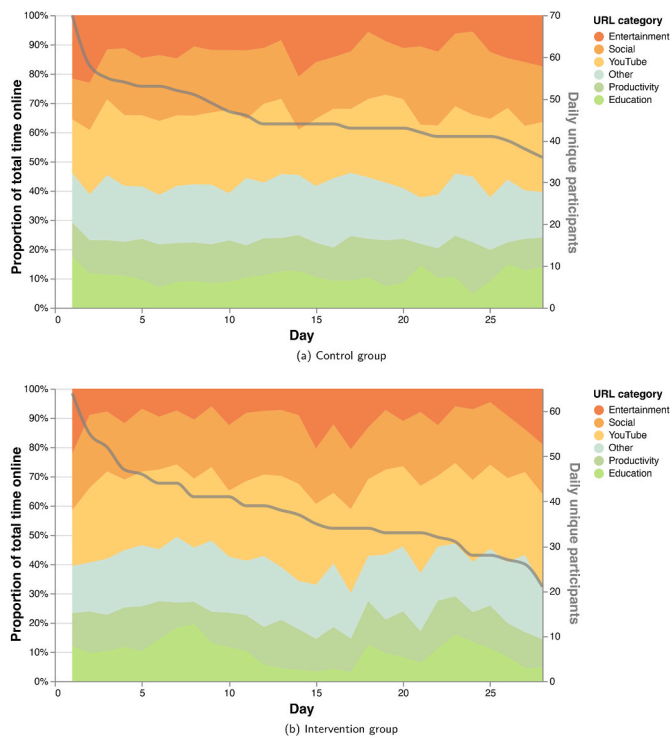 100%
90%
80%
70%
60%
50%
40%
30%
20%
10%
0%
Proportion of total time online
70
60
50
40
30
20
10
0
Daily unique participants
0 5 10 15 20 25
Day
URL category
Entertainment
Social
YouTube
Other
Productivity
Education
(a) Control group
100%
90%
80%
70%
60%
50%
40%
30%
20%
10%
0%
Proportion of total time online
60
50
40
30
20
10
0
Daily unique participants
0 5 10 15 20 25
Day
URL category
Entertainment
Social
YouTube
Other
Productivity
Education
(b) Intervention group